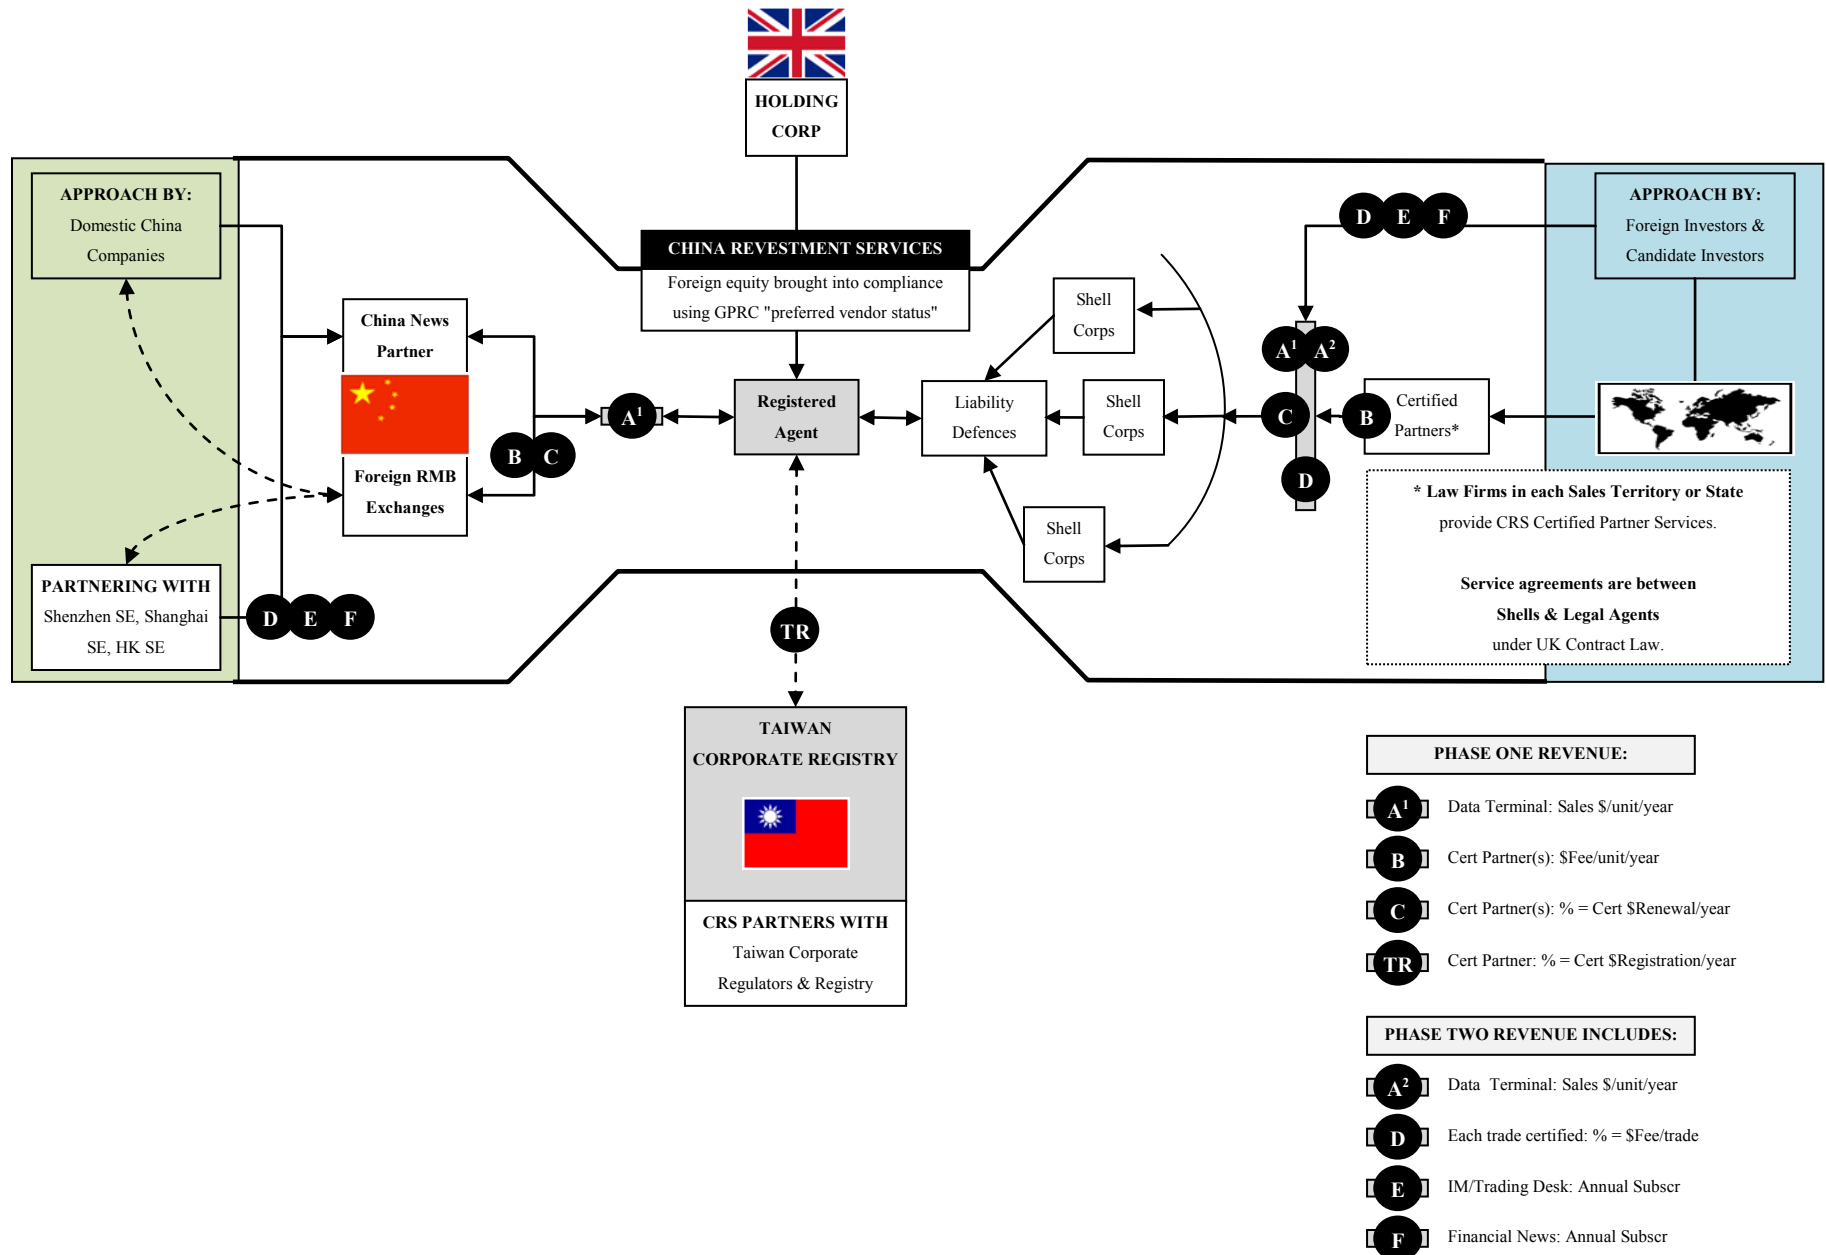 HOLDING
CORP
APPROACH BY:
Domestic China
Companies
CHINA REVESTMENT SERVICES
Foreign equity brought into compliance
using GPRC "preferred vendor status"
D E F
APPROACH BY:
Foreign Investors &
Candidate Investors
China News
Partner
Foreign RMB
Exchanges
B C
A¹
Registered
Agent
Liability
Defences
Shell
Corps
Shell
Corps
Shell
Corps
A¹ A²
C
D
B
Certified
Partners*
* Law Firms in each Sales Territory or State
provide CRS Certified Partner Services.
Service agreements are between
Shells & Legal Agents
under UK Contract Law.
PARTNERING WITH
Shenzhen SE, Shanghai
SE, HK SE
D E F
TR
TAIWAN
CORPORATE REGISTRY
CRS PARTNERS WITH
Taiwan Corporate
Regulators & Registry
PHASE ONE REVENUE:
A¹ Data Terminal: Sales $/unit/year
B Cert Partner(s): $Fee/unit/year
C Cert Partner(s): % = Cert $Renewal/year
TR Cert Partner: % = Cert $Registration/year
PHASE TWO REVENUE INCLUDES:
A² Data Terminal: Sales $/unit/year
D Each trade certified: % = $Fee/trade
E IM/Trading Desk: Annual Subscr
F Financial News: Annual Subscr